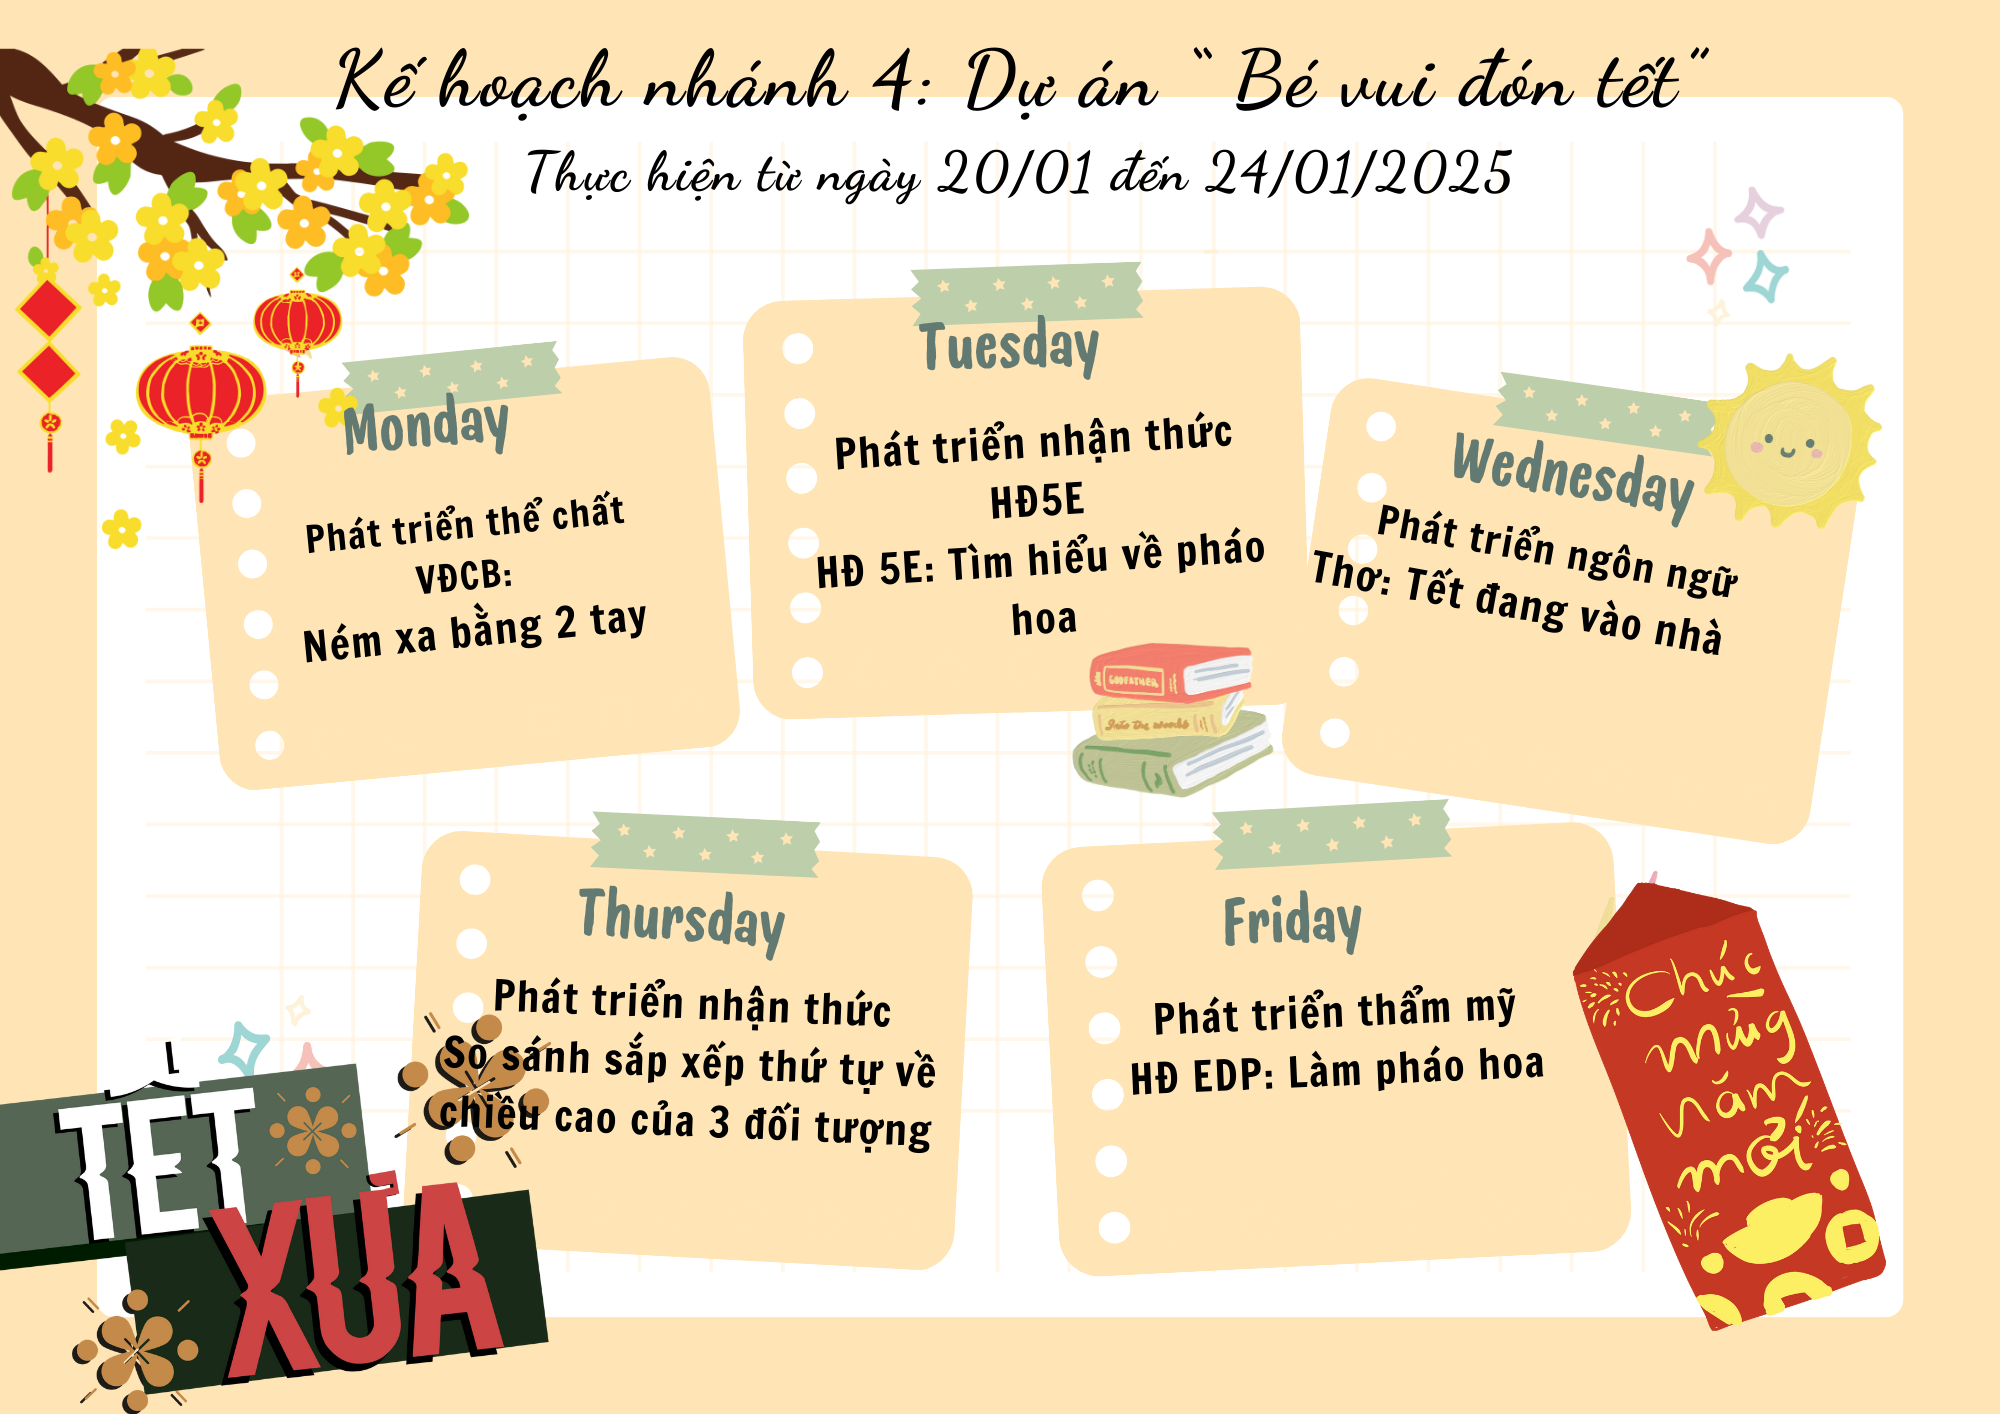 Kế hoạch nhánh 4: Dự án “ Bé vui đón tết”
Thực hiện từ ngày 20/01 đến 24/01/2025
Monday
Phát triển thể chất
VĐCB:
Ném xa bằng 2 tay
Tuesday
Phát triển nhận thức
HĐ5E
HĐ 5E: Tìm hiểu về pháo
hoa
Wednesday
Phát triển ngôn ngữ
Thơ: Tết đang vào nhà
GODFATHER
Into the woods
Thursday
Phát triển nhận thức
So sánh sắp xếp thứ tự về
chiều cao của 3 đối tượng
Friday
Phát triển thẩm mỹ
HĐ EDP: Làm pháo hoa
Chúc
mừng
năm
mới
TẾT
XƯA